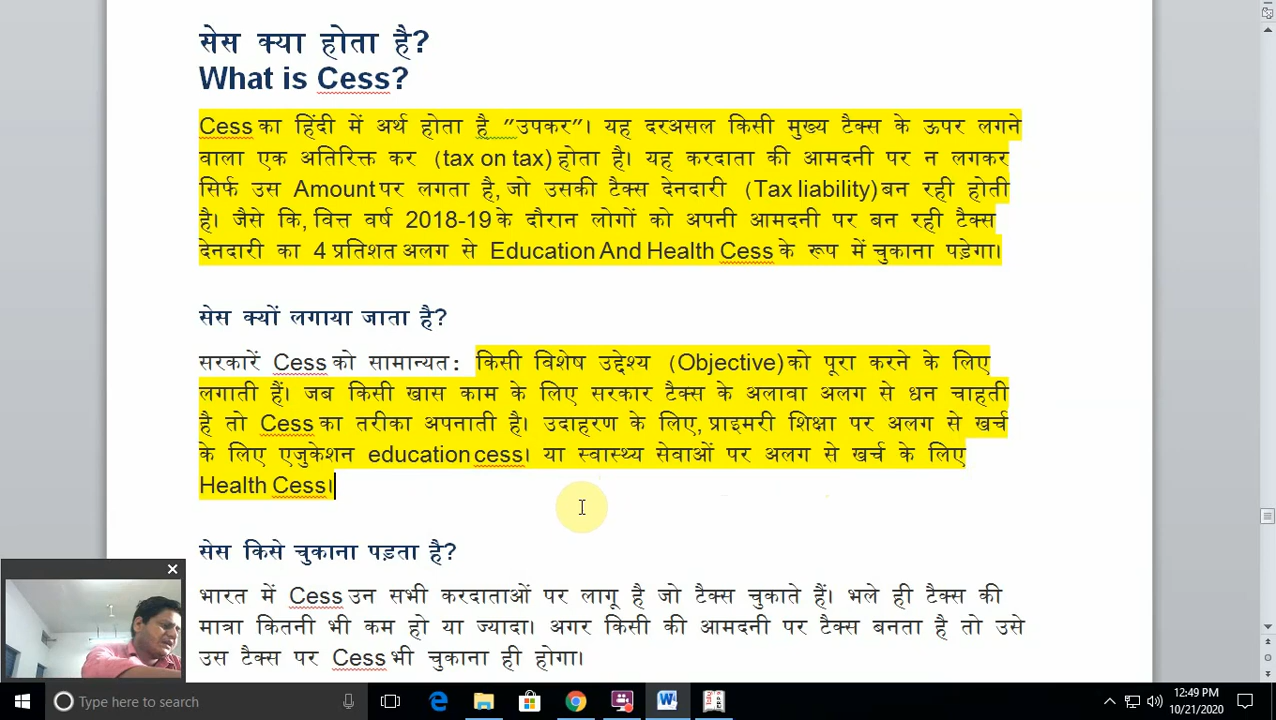 सेस क्या होता है?
What is Cess?
Cess का हिंदी में अर्थ होता है "उपकर"। यह दरअसल किसी मुख्य टैक्स के ऊपर लगने
वाला एक अतिरिक्त कर (tax on tax) होता है। यह करदाता की आमदनी पर न लगकर
सिर्फ उस Amount पर लगता है, जो उसकी टैक्स देनदारी (Tax liability) बन रही होती
है। जैसे कि, वित्त वर्ष 2018-19 के दौरान लोगों को अपनी आमदनी पर बन रही टैक्स
देनदारी का 4 प्रतिशत अलग से Education And Health Cess के रूप में चुकाना पड़ेगा।
सेस क्यों लगाया जाता है?
सरकारें Cess को सामान्यत: किसी विशेष उद्देश्य (Objective) को पूरा करने के लिए
लगाती हैं। जब किसी खास काम के लिए सरकार टैक्स के अलावा अलग से धन चाहती
है तो Cess का तरीका अपनाती है। उदाहरण के लिए, प्राइमरी शिक्षा पर अलग से खर्च
के लिए एजुकेशन education cess। या स्वास्थ्य सेवाओं पर अलग से खर्च के लिए
Health Cess।
सेस किसे चुकाना पड़ता है?
भारत में Cess उन सभी करदाताओं पर लागू है जो टैक्स चुकाते हैं। भले ही टैक्स की
मात्रा कितनी भी कम हो या ज्यादा। अगर किसी की आमदनी पर टैक्स बनता है तो उसे
उस टैक्स पर Cess भी चुकाना ही होगा।
Type here to search
12:49 PM
10/21/2020